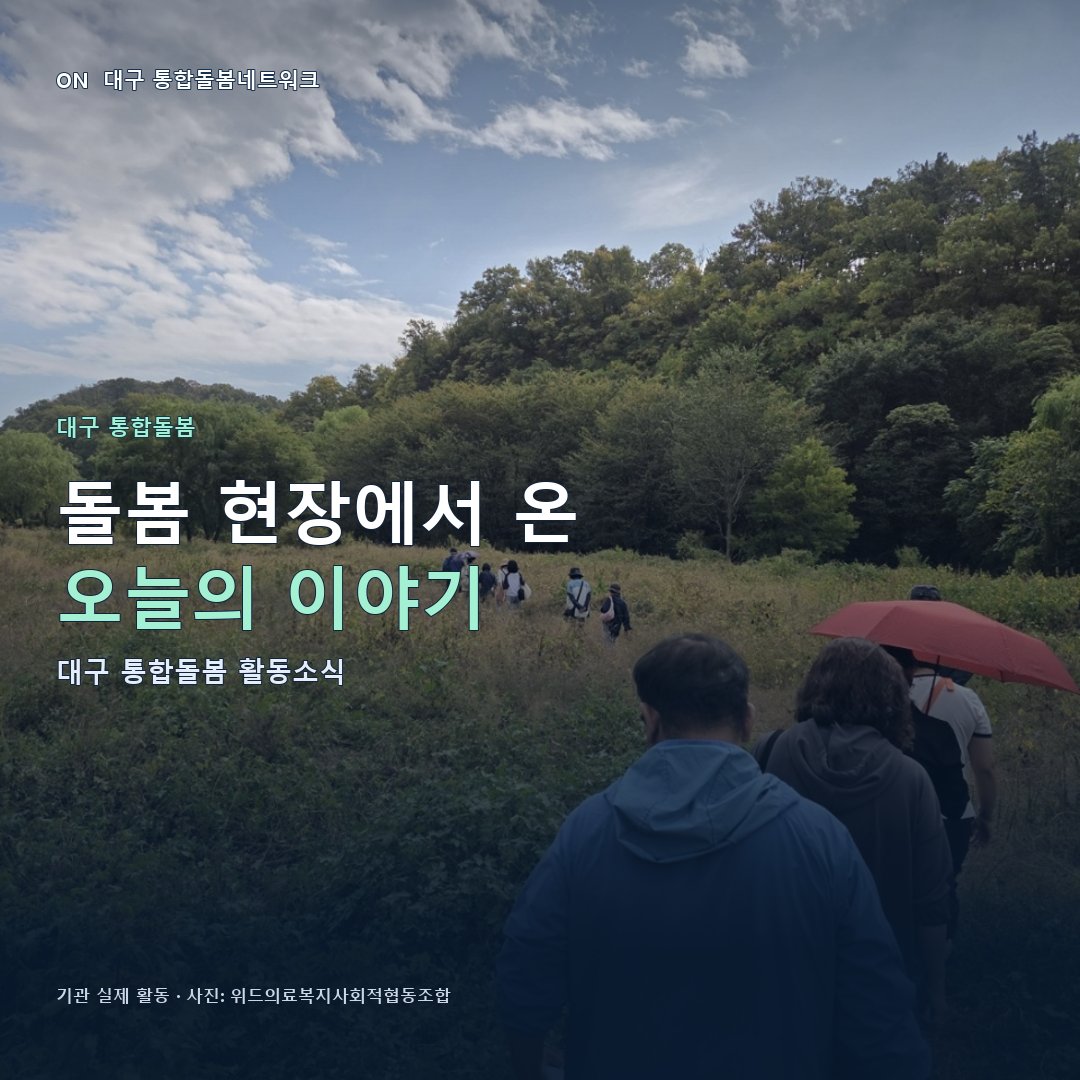 ON 대구 통합돌봄네트워크
대구 통합돌봄
돌봄 현장에서 온
오늘의 이야기
대구 통합돌봄 활동소식
기관 실제 활동 · 사진: 위드의료복지사회적협동조합